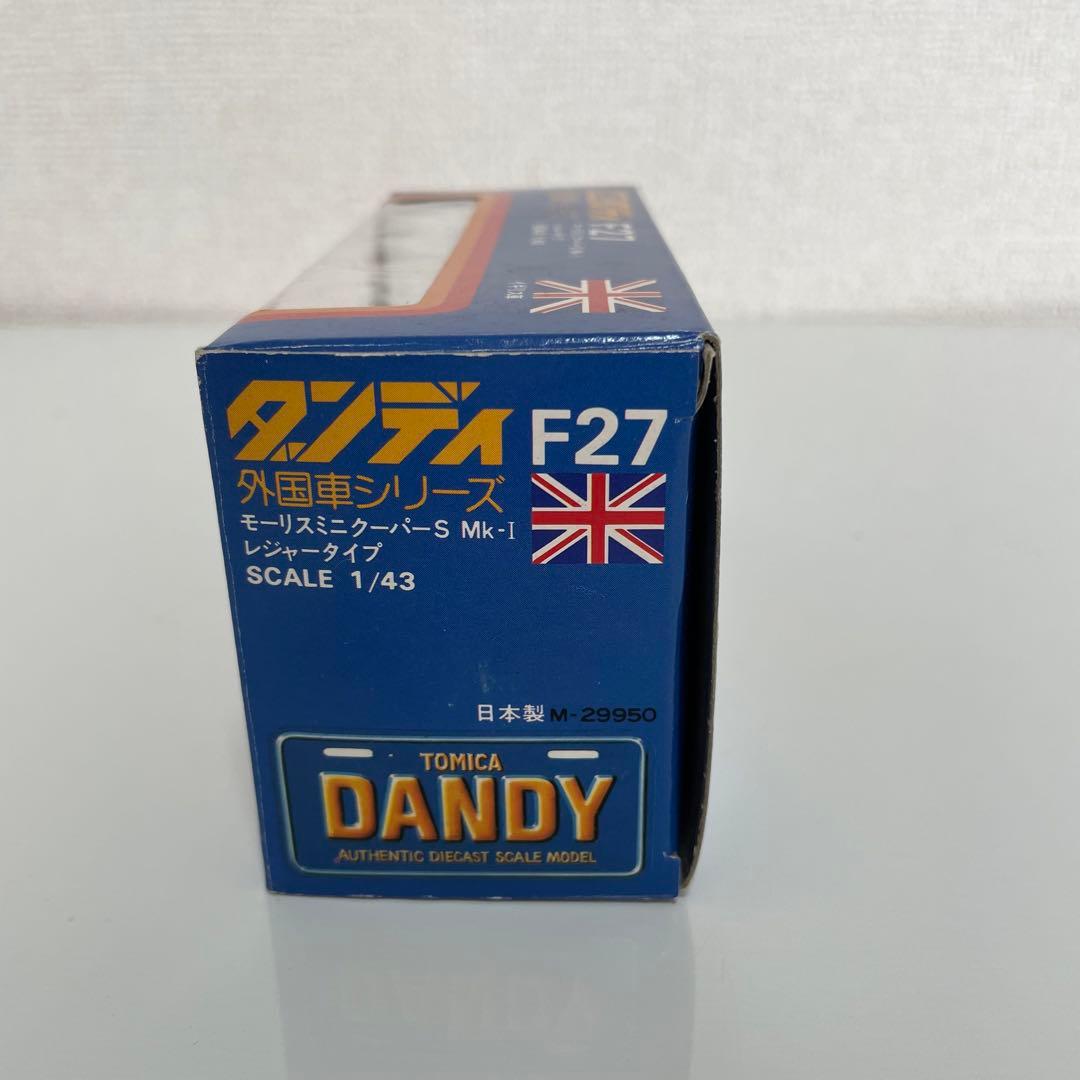 F27
ダンディ
F27
外国車シリーズ
モーリスミニクーパーS Mk-I
レジャータイプ
SCALE 1/43
日本製 M-29950
TOMICA
DANDY
AUTHENTIC DIECAST SCALE MODEL